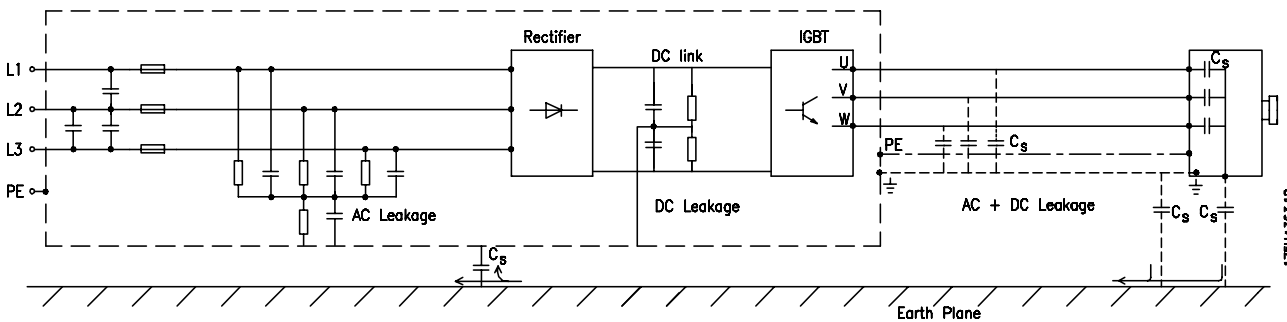 Rectifier
IGBT
DC link
L1
L2
L3
PE
U
V
W
Cs
PE
Cs
AC Leakage
DC Leakage
AC + DC Leakage
Cs
Cs
Cs
Earth Plane